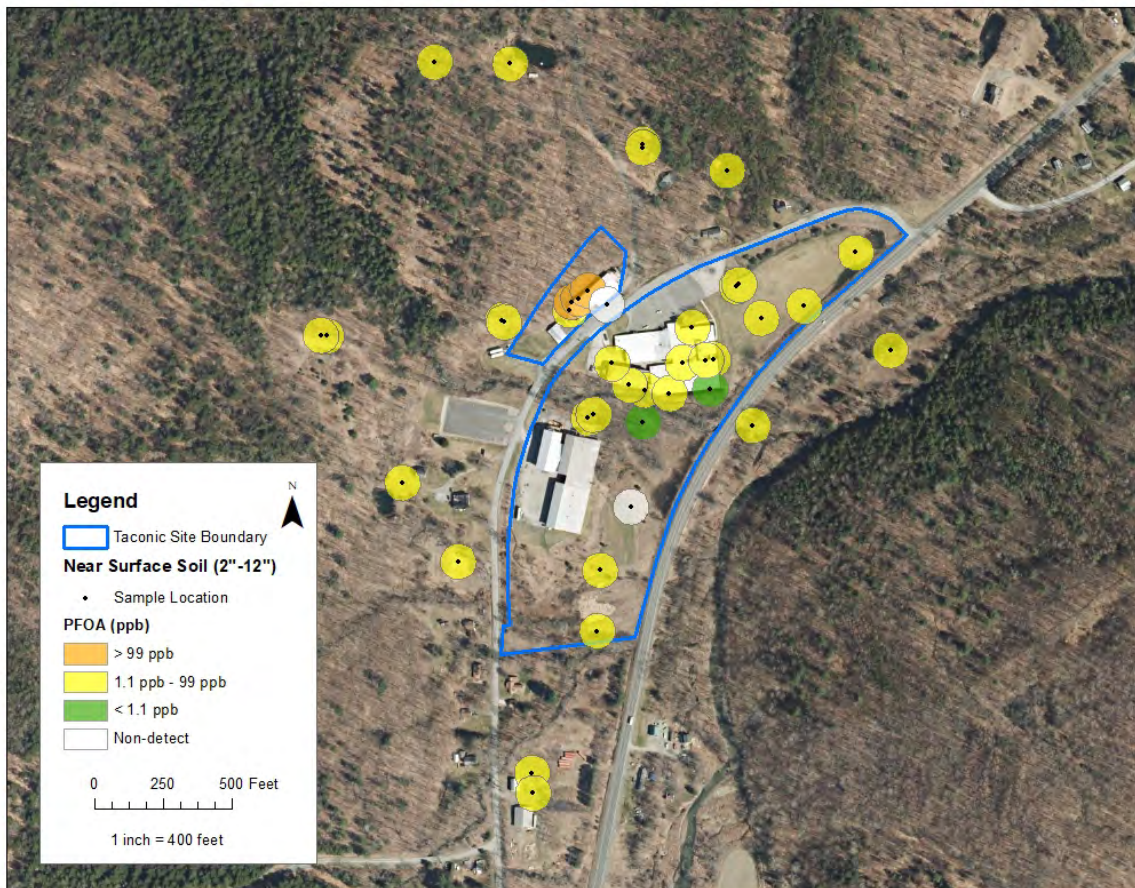 Legend
N
Taconic Site Boundary
Near Surface Soil (2"-12")
Sample Location
PFOA (ppb)
> 99 ppb
1.1 ppb - 99 ppb
< 1.1 ppb
Non-detect
0 250 500 Feet
1 inch = 400 feet